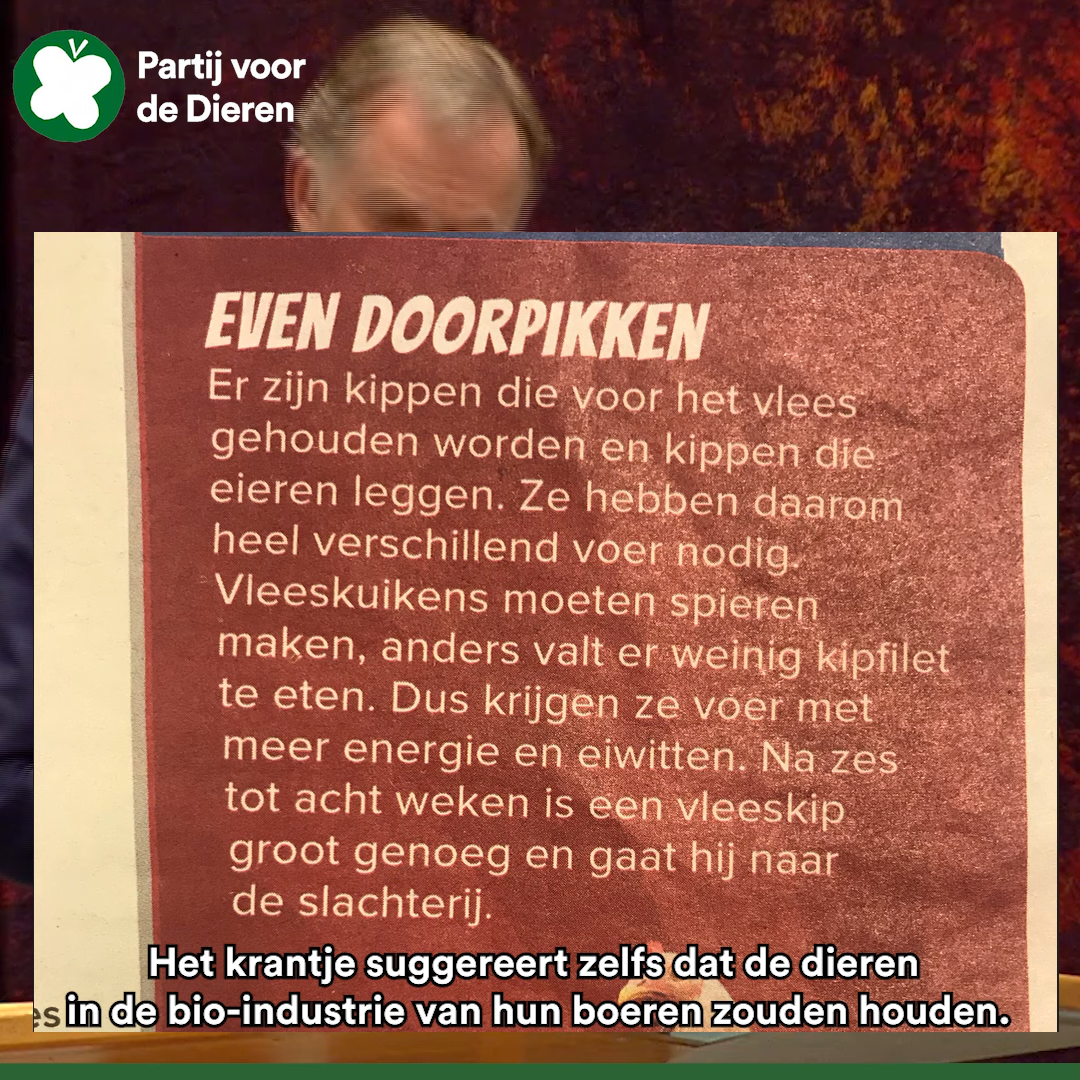 Partij voor
de Dieren
EVEN DOORPIKKEN
Er zijn kippen die voor het vlees
gehouden worden en kippen die
eieren leggen. Ze hebben daarom
heel verschillend voer nodig.
Vleeskuikens moeten spieren
maken, anders valt er weinig kipfilet
te eten. Dus krijgen ze voer met
meer energie en eiwitten. Na zes
tot acht weken is een vleeskip
groot genoeg en gaat hij naar
de slachterij.
Het krantje suggereert zelfs dat de dieren
in de bio-industrie van hun boeren zouden houden.